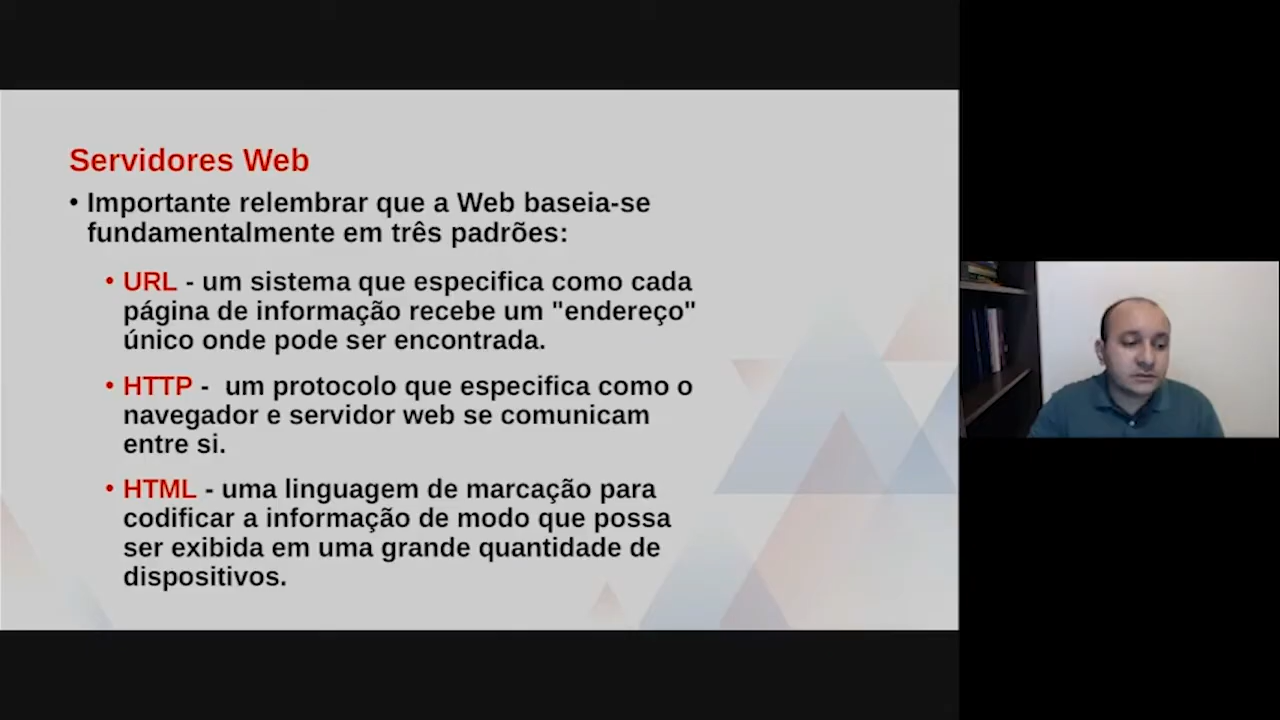 Servidores Web
• Importante relembrar que a Web baseia-se
fundamentalmente em três padrões:
• URL - um sistema que especifica como cada
página de informação recebe um "endereço"
único onde pode ser encontrada.
• HTTP -  um protocolo que especifica como o
navegador e servidor web se comunicam
entre si.
• HTML - uma linguagem de marcação para
codificar a informação de modo que possa
ser exibida em uma grande quantidade de
dispositivos.